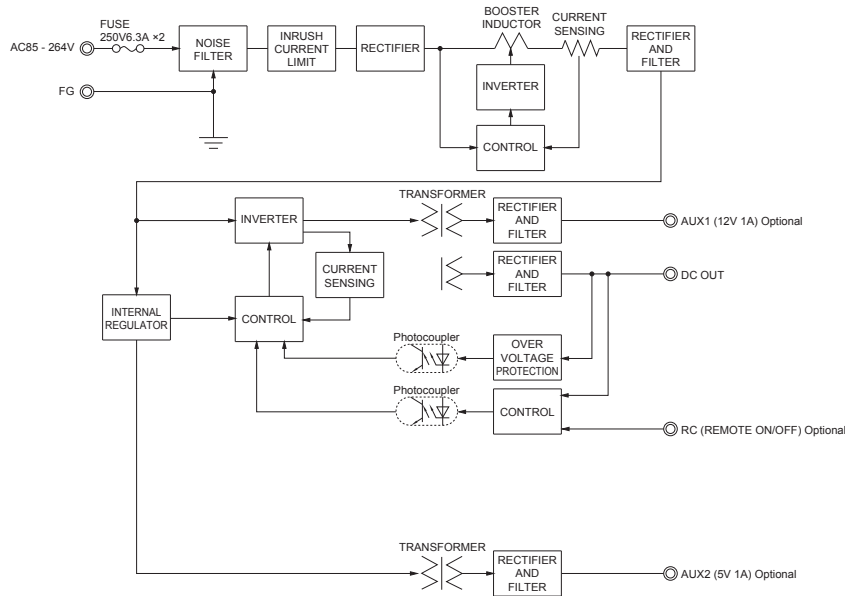 FUSE
250V6.3A ×2
AC85 - 264V
NOISE
FILTER
INRUSH
CURRENT
LIMIT
RECTIFIER
BOOSTER
INDUCTOR
CURRENT
SENSING
RECTIFIER
AND
FILTER
FG
INVERTER
CONTROL
TRANSFORMER
INVERTER
RECTIFIER
AND
FILTER
AUX1 (12V 1A) Optional
CURRENT
SENSING
RECTIFIER
AND
FILTER
DC OUT
INTERNAL
REGULATOR
CONTROL
Photocoupler
OVER
VOLTAGE
PROTECTION
Photocoupler
CONTROL
RC (REMOTE ON/OFF) Optional
TRANSFORMER
RECTIFIER
AND
FILTER
AUX2 (5V 1A) Optional